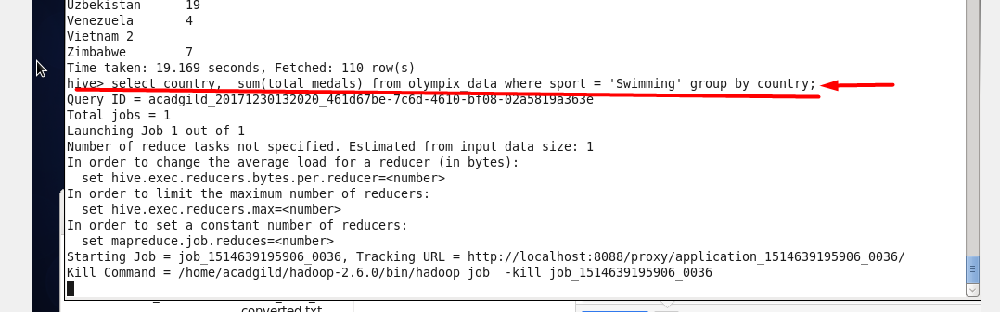 Uzbekistan 19
Venezuela 4
Vietnam 2
Zimbabwe 7
Time taken: 19.169 seconds, Fetched: 110 row(s)
hive> select country, sum(total_medals) from olympix_data where sport = 'Swimming' group by country;
Query ID = acadgild_20171230132020_461d67be-7c6d-4610-bf08-02a5819a363e
Total jobs = 1
Launching Job 1 out of 1
Number of reduce tasks not specified. Estimated from input data size: 1
In order to change the average load for a reducer (in bytes):
set hive.exec.reducers.bytes.per.reducer=<number>
In order to limit the maximum number of reducers:
set hive.exec.reducers.max=<number>
In order to set a constant number of reducers:
set mapreduce.job.reduces=<number>
Starting Job = job_1514639195906_0036, Tracking URL = http://localhost:8088/proxy/application_1514639195906_0036/
Kill Command = /home/acadgild/hadoop-2.6.0/bin/hadoop job -kill job_1514639195906_0036
converted.txt